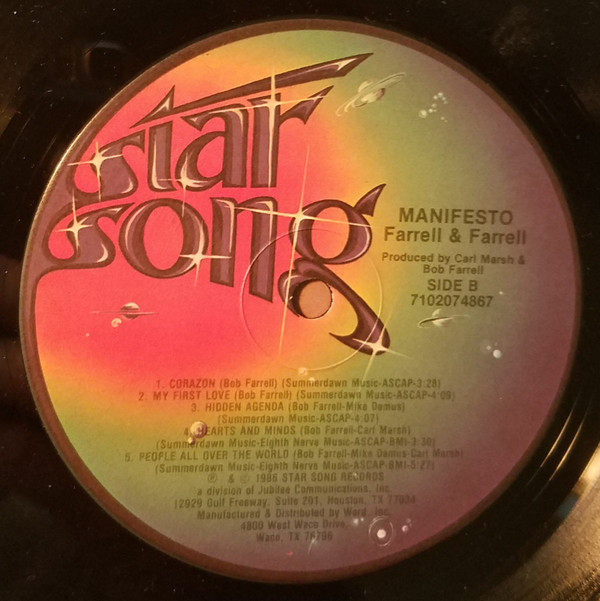 star
song
MANIFESTO
Farrell & Farrell
Produced by Carl Marsh &
Bob Farrell
SIDE B
7102074867
1. CORAZON (Bob Farrell) (Summerdawn Music-ASCAP-3:28)
2. MY FIRST LOVE (Bob Farrell) (Summerdawn Music-ASCAP-4:09)
3. HIDDEN AGENDA (Bob Farrell-Mike Demus)
(Summerdawn Music-ASCAP-4:07)
4. HEARTS AND MINDS (Bob Farrell-Carl Marsh)
(Summerdawn Music-Eighth Nerve Music-ASCAP-BMI-3:30)
5. PEOPLE ALL OVER THE WORLD (Bob Farrell-Mike Demus-Carl Marsh)
(Summerdawn Music-Eighth Nerve Music-ASCAP-BMI-5:27)
℗ & © 1985 STAR SONG RECORDS
a division of Jubilee Communications, Inc.
12929 Gulf Freeway, Suite 201, Houston, TX 77034
Manufactured & Distributed by Word, Inc.
4800 West Waco Drive,
Waco, TX 76796